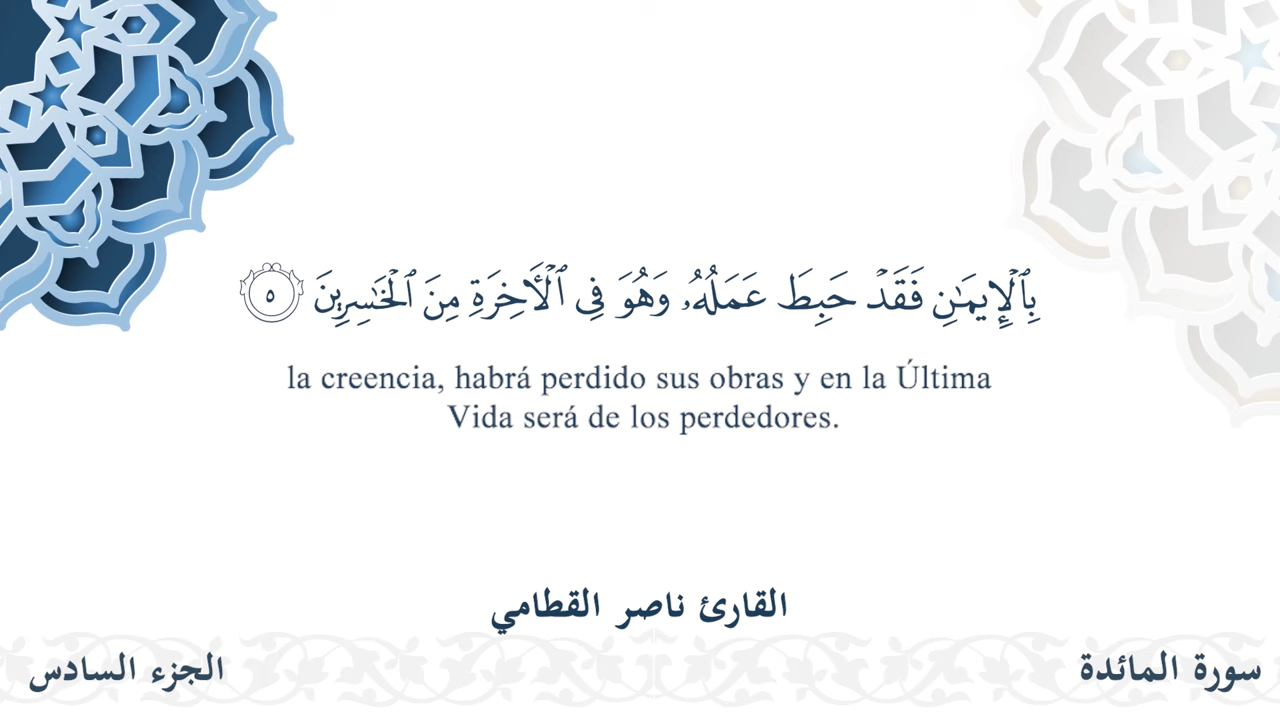 بِٱلْإِيمَٰنِ فَقَدْ حَبِطَ عَمَلُهُۥ وَهُوَ فِى ٱلْأَخِرَةِ مِنَ ٱلْخَٰسِرِينَ ٥
la creencia, habrá perdido sus obras y en la Última
Vida será de los perdedores.
القارئ ناصر القطامي
سورة المائدة
الجزء السادس